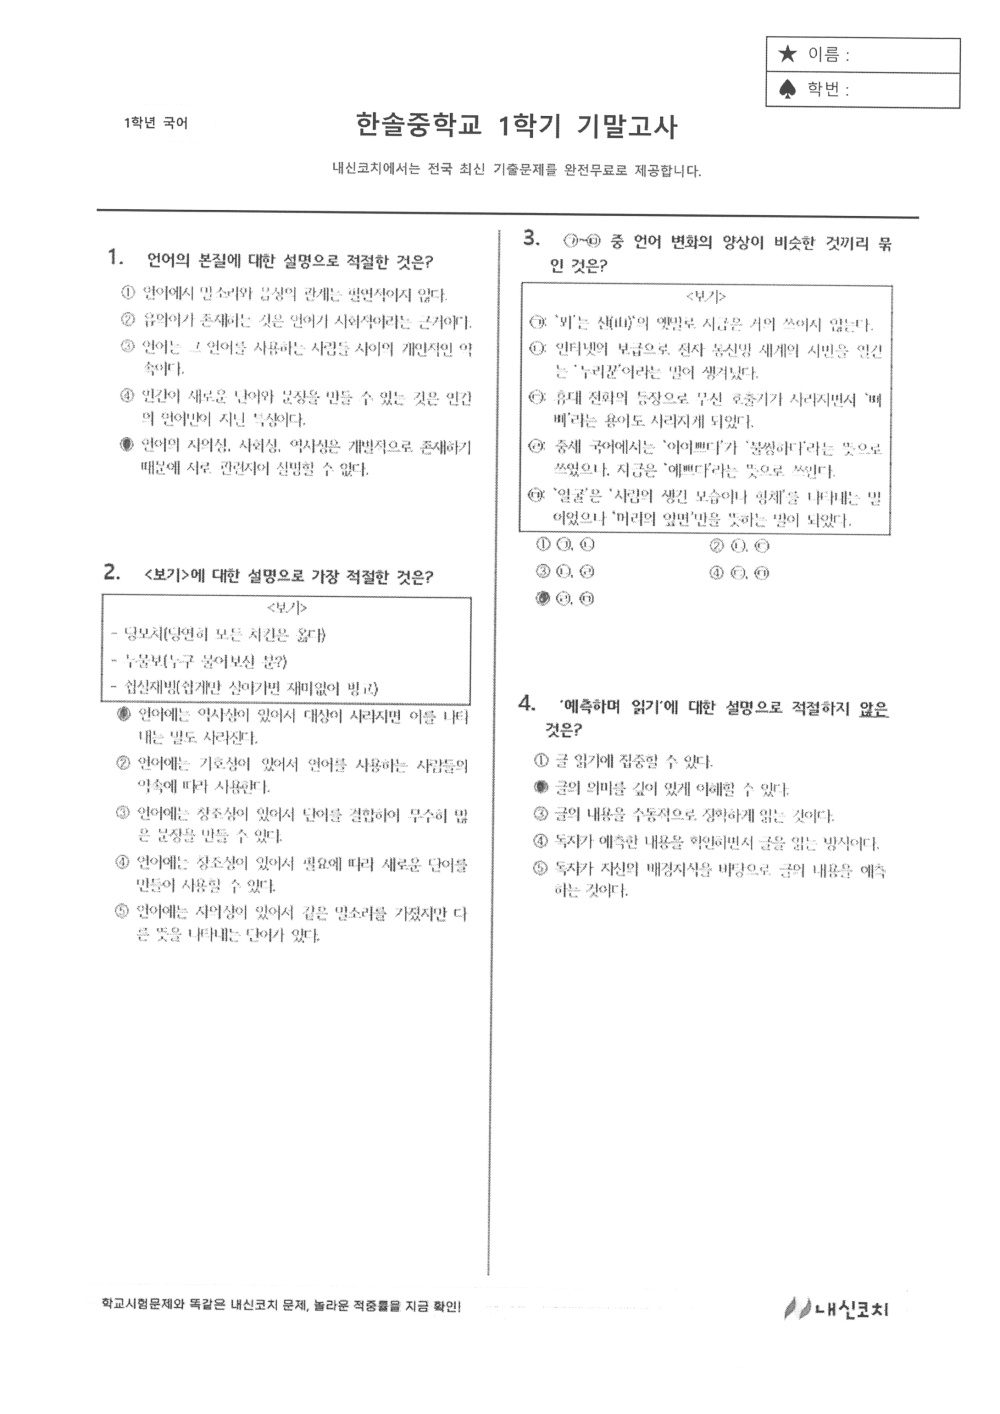 ★ 이름 :
♠ 학번 :
1학년 국어
한솔중학교 1학기 기말고사
내신코치에서는 전국 최신 기출문제를 완전무료로 제공합니다.
1. 언어의 본질에 대한 설명으로 적절한 것은?
① 언어에서 말소리와 음성의 관계는 필연적이지 않다.
② 유의어가 존재하는 것은 언어가 사회적이라는 근거이다.
③ 언어는 그 언어를 사용하는 사람들 사이의 개인적인 약
속이다.
④ 인간이 새로운 단어와 문장을 만들 수 있는 것은 인간
의 언어만이 지닌 특성이다.
언어의 자의성, 사회성, 역사성은 개별적으로 존재하기
때문에 서로 관련지어 설명할 수 없다.
2. <보기>에 대한 설명으로 가장 적절한 것은?
<보기>
- 당모치(당연히 모든 치킨은 옳다)
- 누물보(누구 물어보신 분?)
- 쉽살재빙(쉽게만 살아가면 재미없어 빙고)
언어에는 역사성이 있어서 대상이 사라지면 이를 나타
내는 말도 사라진다.
② 언어에는 기호성이 있어서 언어를 사용하는 사람들의
약속에 따라 사용한다.
③ 언어에는 창조성이 있어서 단어를 결합하여 무수히 많
은 문장을 만들 수 있다.
④ 언어에는 창조성이 있어서 필요에 따라 새로운 단어를
만들어 사용할 수 있다.
⑤ 언어에는 자의성이 있어서 같은 말소리를 가졌지만 다
른 뜻을 나타내는 단어가 있다.
3. ㉠~㉤ 중 언어 변화의 양상이 비슷한 것끼리 묶
인 것은?
<보기>
㉠: '뫼'는 산(山)'의 옛말로 지금은 거의 쓰이지 않는다.
㉡: 인터넷의 보급으로 전자 통신망 세계의 시민을 일컫
는 '누리꾼'이라는 말이 생겨났다.
㉢: 휴대 전화의 등장으로 무선 호출기가 사라지면서 '삐
삐'라는 용어도 사라지게 되었다.
㉣: 중세 국어에서는 '어여쁘다'가 '불쌍하다'라는 뜻으로
쓰였으나, 지금은 '예쁘다'라는 뜻으로 쓰인다.
㉤: '얼굴'은 '사람의 생긴 모습이나 형체'를 나타내는 말
이었으나 '머리의 앞면'만을 뜻하는 말이 되었다.
① ㉠, ㉡ ② ㉡, ㉢
③ ㉡, ㉣ ④ ㉢, ㉤
㉣, ㉤
4. '예측하며 읽기'에 대한 설명으로 적절하지 않은
것은?
① 글 읽기에 집중할 수 있다.
글의 의미를 깊이 있게 이해할 수 있다.
③ 글의 내용을 수동적으로 정확하게 읽는 것이다.
④ 독자가 예측한 내용을 확인하면서 글을 읽는 방식이다.
⑤ 독자가 자신의 배경지식을 바탕으로 글의 내용을 예측
하는 것이다.
학교시험문제와 똑같은 내신코치 문제, 놀라운 적중률을 지금 확인!
내신코치